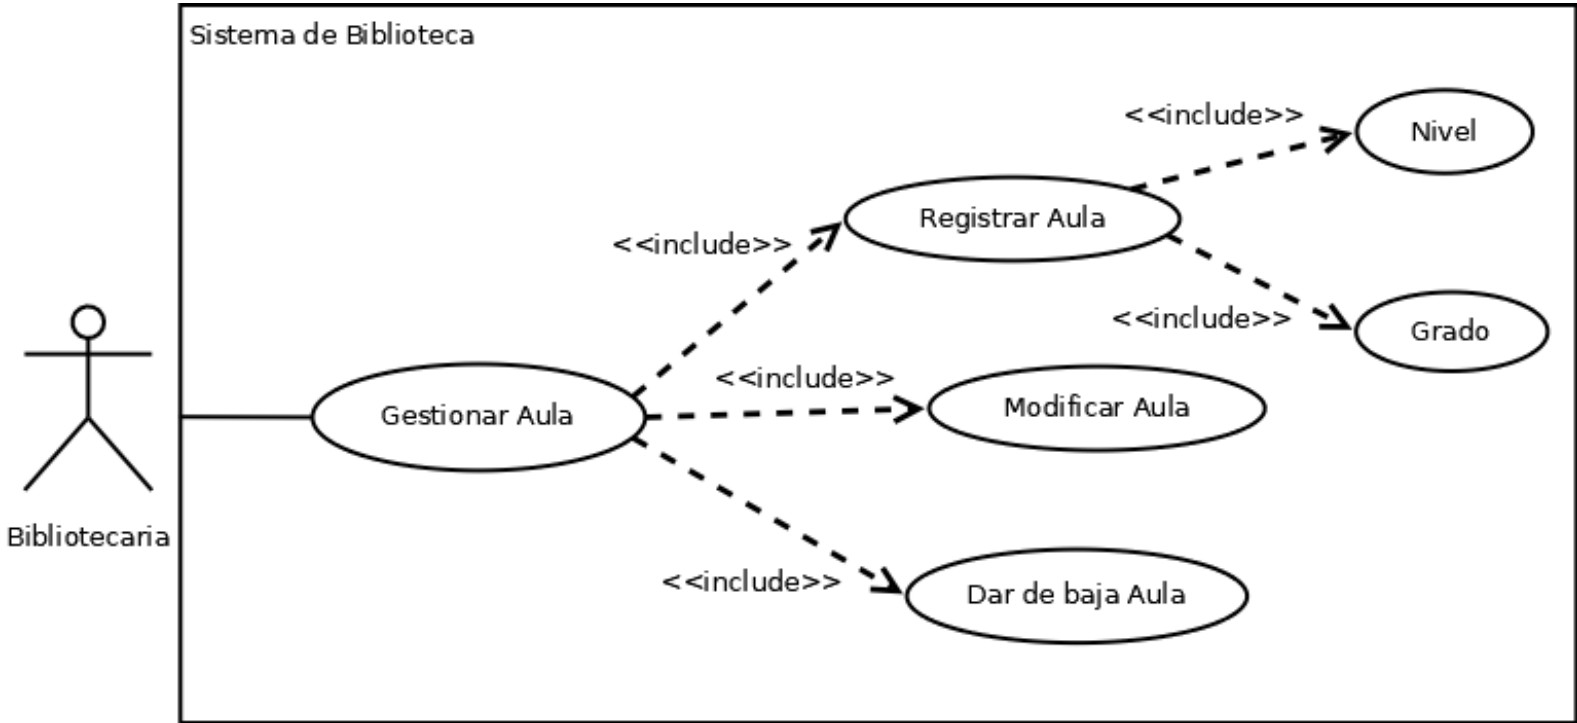 Sistema de Biblioteca
<<include>>
Nivel
Registrar Aula
<<include>>
<<include>>
Grado
<<include>>
Modificar Aula
Gestionar Aula
Bibliotecaria
<<include>>
Dar de baja Aula